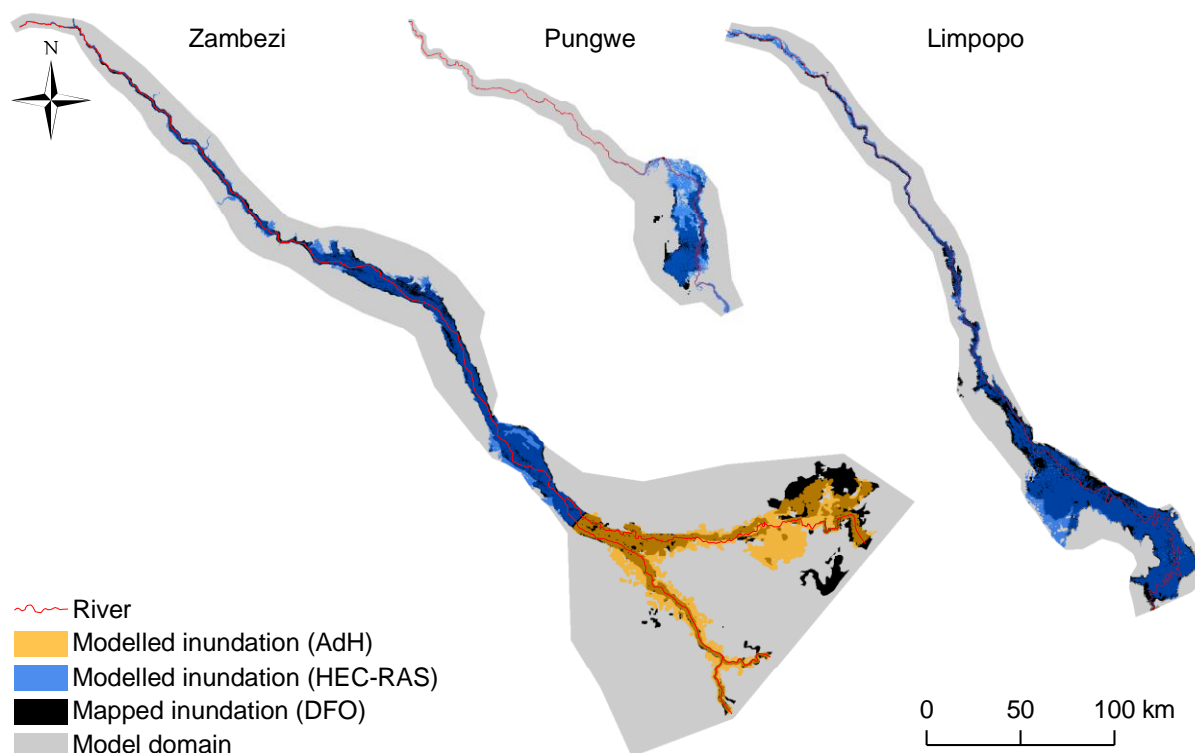 Zambezi
Pungwe
Limpopo
N
River
Modelled inundation (AdH)
Modelled inundation (HEC-RAS)
Mapped inundation (DFO)
Model domain
0 50 100 km